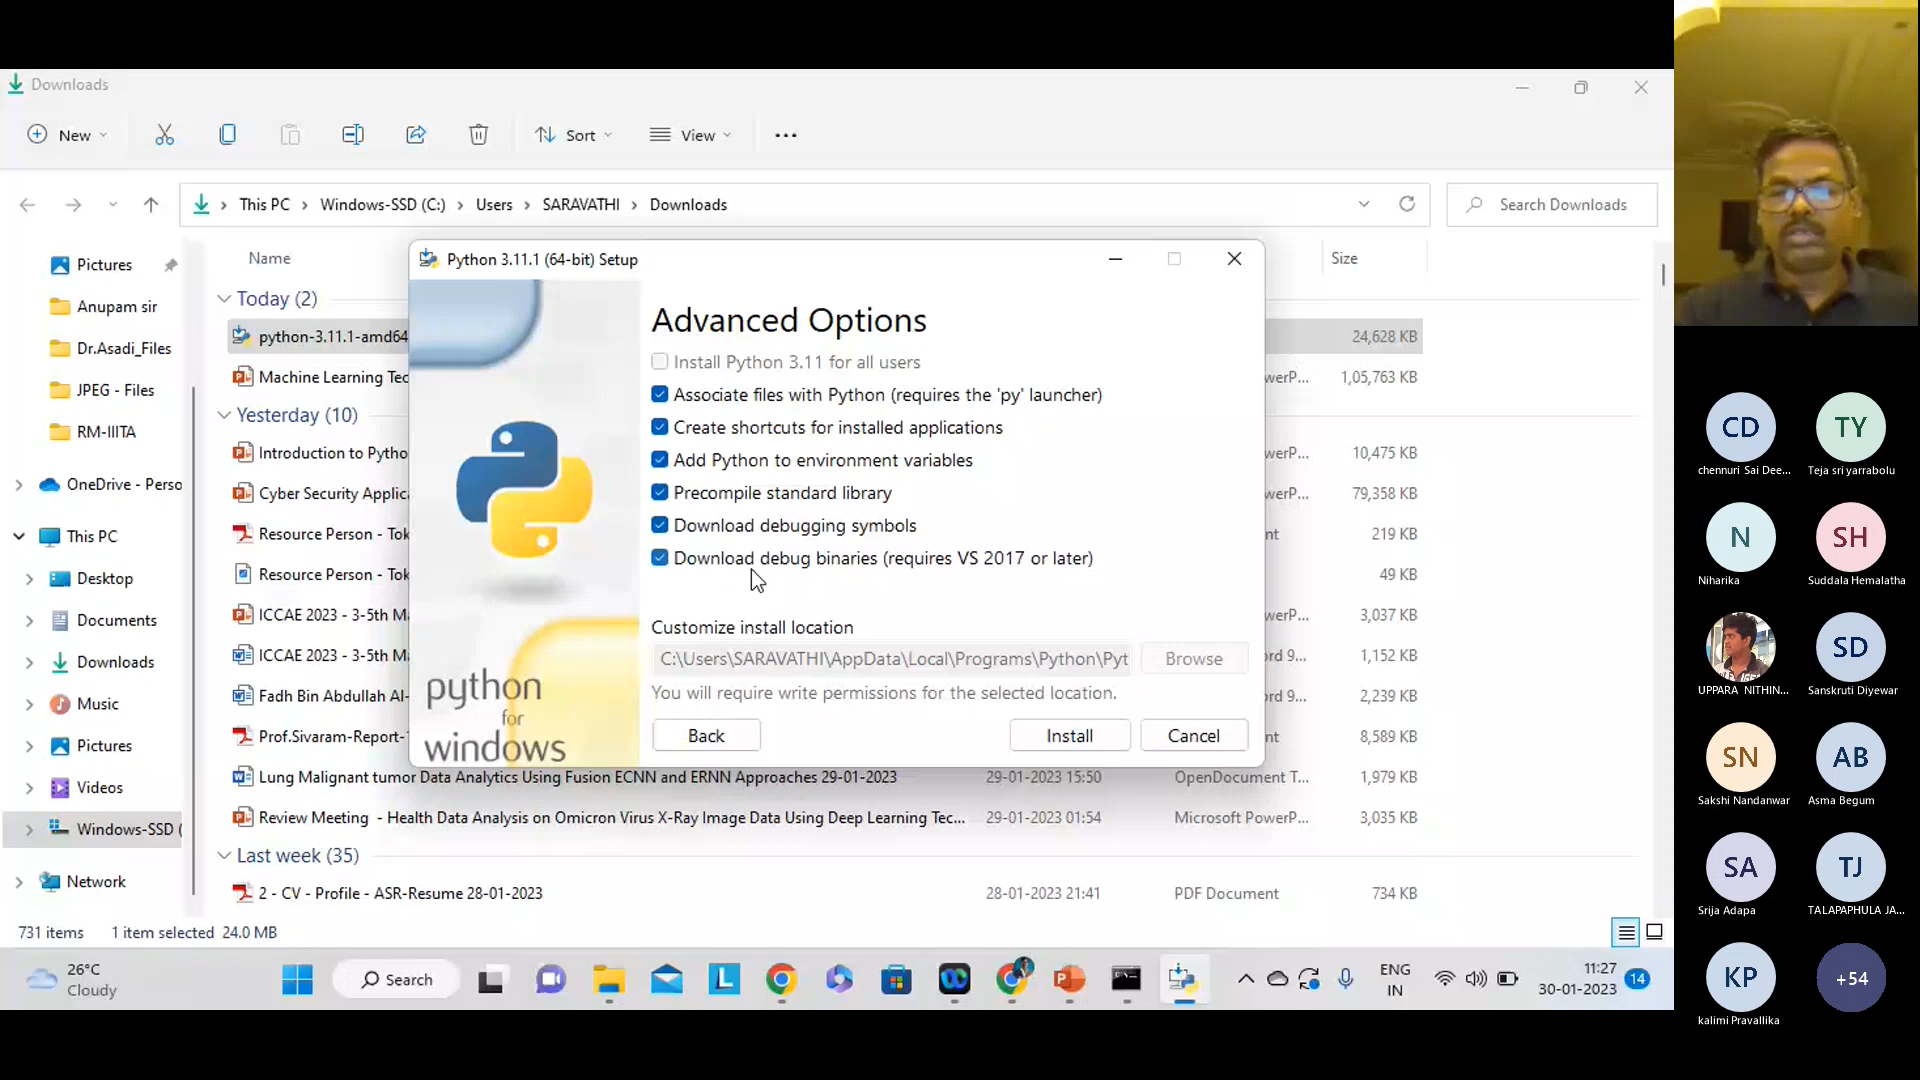 Downloads
New
Sort
View
This PC
Windows-SSD (C:)
Users
SARAVATHI
Downloads
Search Downloads
Pictures
Anupam sir
Dr.Asadi_Files
JPEG - Files
RM-IIITA
OneDrive - Perso
This PC
Desktop
Documents
Downloads
Music
Pictures
Videos
Windows-SSD (
Network
Name
Size
Today (2)
python-3.11.1-amd64
24,628 KB
Machine Learning Tec
werP...
1,05,763 KB
Yesterday (10)
Introduction to Pytho
werP...
10,475 KB
Cyber Security Applica
werP...
79,358 KB
Resource Person - Tok
nt
219 KB
Resource Person - Tok
49 KB
ICCAE 2023 - 3-5th Ma
werP...
3,037 KB
ICCAE 2023 - 3-5th Ma
rd 9...
1,152 KB
Fadh Bin Abdullah Al-
rd 9...
2,239 KB
Prof.Sivaram-Report-
nt
8,589 KB
Lung Malignant tumor Data Analytics Using Fusion ECNN and ERNN Approaches 29-01-2023
29-01-2023 15:50
OpenDocument T...
1,979 KB
Review Meeting - Health Data Analysis on Omicron Virus X-Ray Image Data Using Deep Learning Tec...
29-01-2023 01:54
Microsoft PowerP...
3,035 KB
Last week (35)
2 - CV - Profile - ASR-Resume 28-01-2023
28-01-2023 21:41
PDF Document
734 KB
Python 3.11.1 (64-bit) Setup
Advanced Options
Install Python 3.11 for all users
Associate files with Python (requires the 'py' launcher)
Create shortcuts for installed applications
Add Python to environment variables
Precompile standard library
Download debugging symbols
Download debug binaries (requires VS 2017 or later)
Customize install location
C:\Users\SARAVATHI\AppData\Local\Programs\Python\Pyt
Browse
You will require write permissions for the selected location.
Back
Install
Cancel
python
for
windows
731 items
1 item selected
24.0 MB
26°C
Cloudy
Search
ENG
IN
11:27
30-01-2023
14
CD
chennuri Sai Dee...
TY
Teja sri yarrabolu
N
Niharika
SH
Suddala Hemalatha
UPPARA NITHIN...
SD
Sanskruti Diyewar
SN
Sakshi Nandanwar
AB
Asma Begum
SA
Srija Adapa
TJ
TALAPAPHULA JA...
KP
kalimi Pravallika
+54